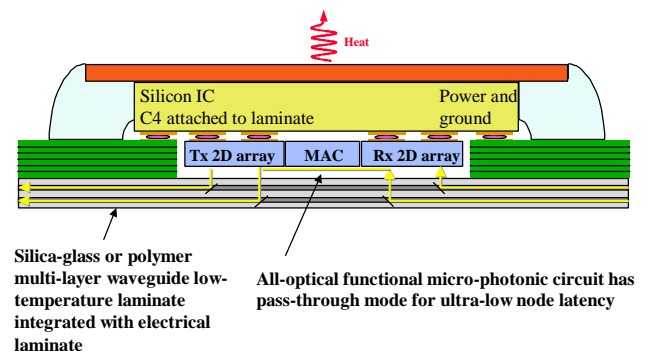 Heat
Silicon IC
C4 attached to laminate
Power and
ground
Tx 2D array
MAC
Rx 2D array
Silica-glass or polymer
multi-layer waveguide low-
temperature laminate
integrated with electrical
laminate
All-optical functional micro-photonic circuit has
pass-through mode for ultra-low node latency